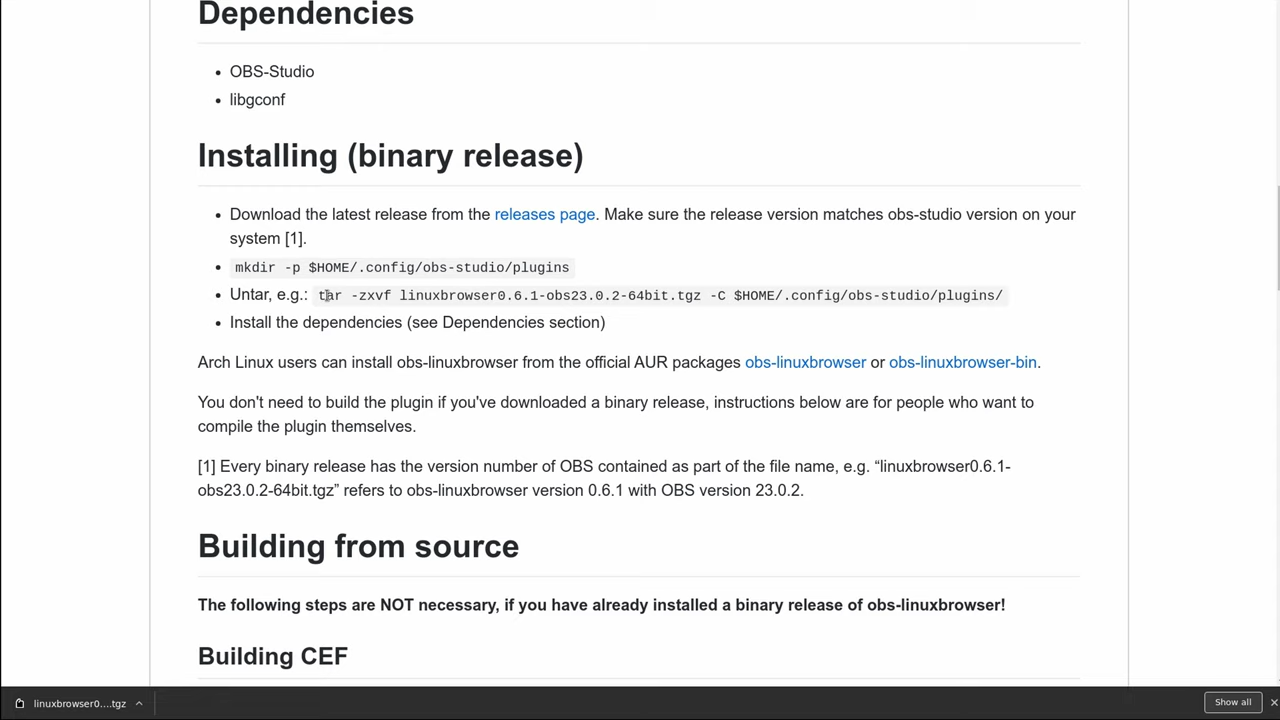 Dependencies
OBS-Studio
libgconf
Installing (binary release)
Download the latest release from the releases page. Make sure the release version matches obs-studio version on your
system [1].
mkdir -p $HOME/.config/obs-studio/plugins
Untar, e.g.: tar -zxvf linuxbrowser0.6.1-obs23.0.2-64bit.tgz -C $HOME/.config/obs-studio/plugins/
Install the dependencies (see Dependencies section)
Arch Linux users can install obs-linuxbrowser from the official AUR packages obs-linuxbrowser or obs-linuxbrowser-bin.
You don't need to build the plugin if you've downloaded a binary release, instructions below are for people who want to
compile the plugin themselves.
[1] Every binary release has the version number of OBS contained as part of the file name, e.g. “linuxbrowser0.6.1-
obs23.0.2-64bit.tgz” refers to obs-linuxbrowser version 0.6.1 with OBS version 23.0.2.
Building from source
The following steps are NOT necessary, if you have already installed a binary release of obs-linuxbrowser!
Building CEF
linuxbrowser0....tgz
Show all